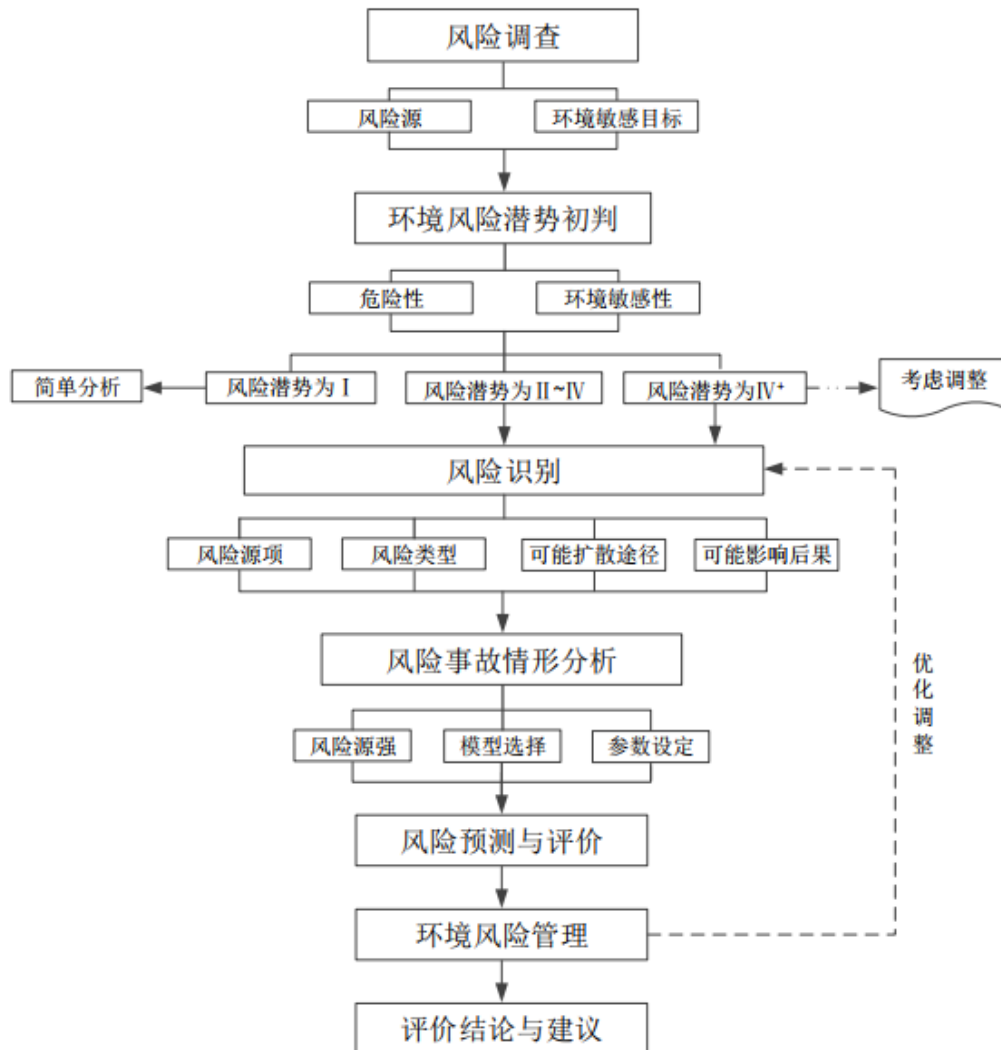 风险调查
风险源
环境敏感目标
环境风险潜势初判
危险性
环境敏感性
简单分析
风险潜势为Ⅰ
风险潜势为Ⅱ~Ⅳ
风险潜势为Ⅳ⁺
考虑调整
风险识别
风险源项
风险类型
可能扩散途径
可能影响后果
风险事故情形分析
优化调整
风险源强
模型选择
参数设定
风险预测与评价
环境风险管理
评价结论与建议